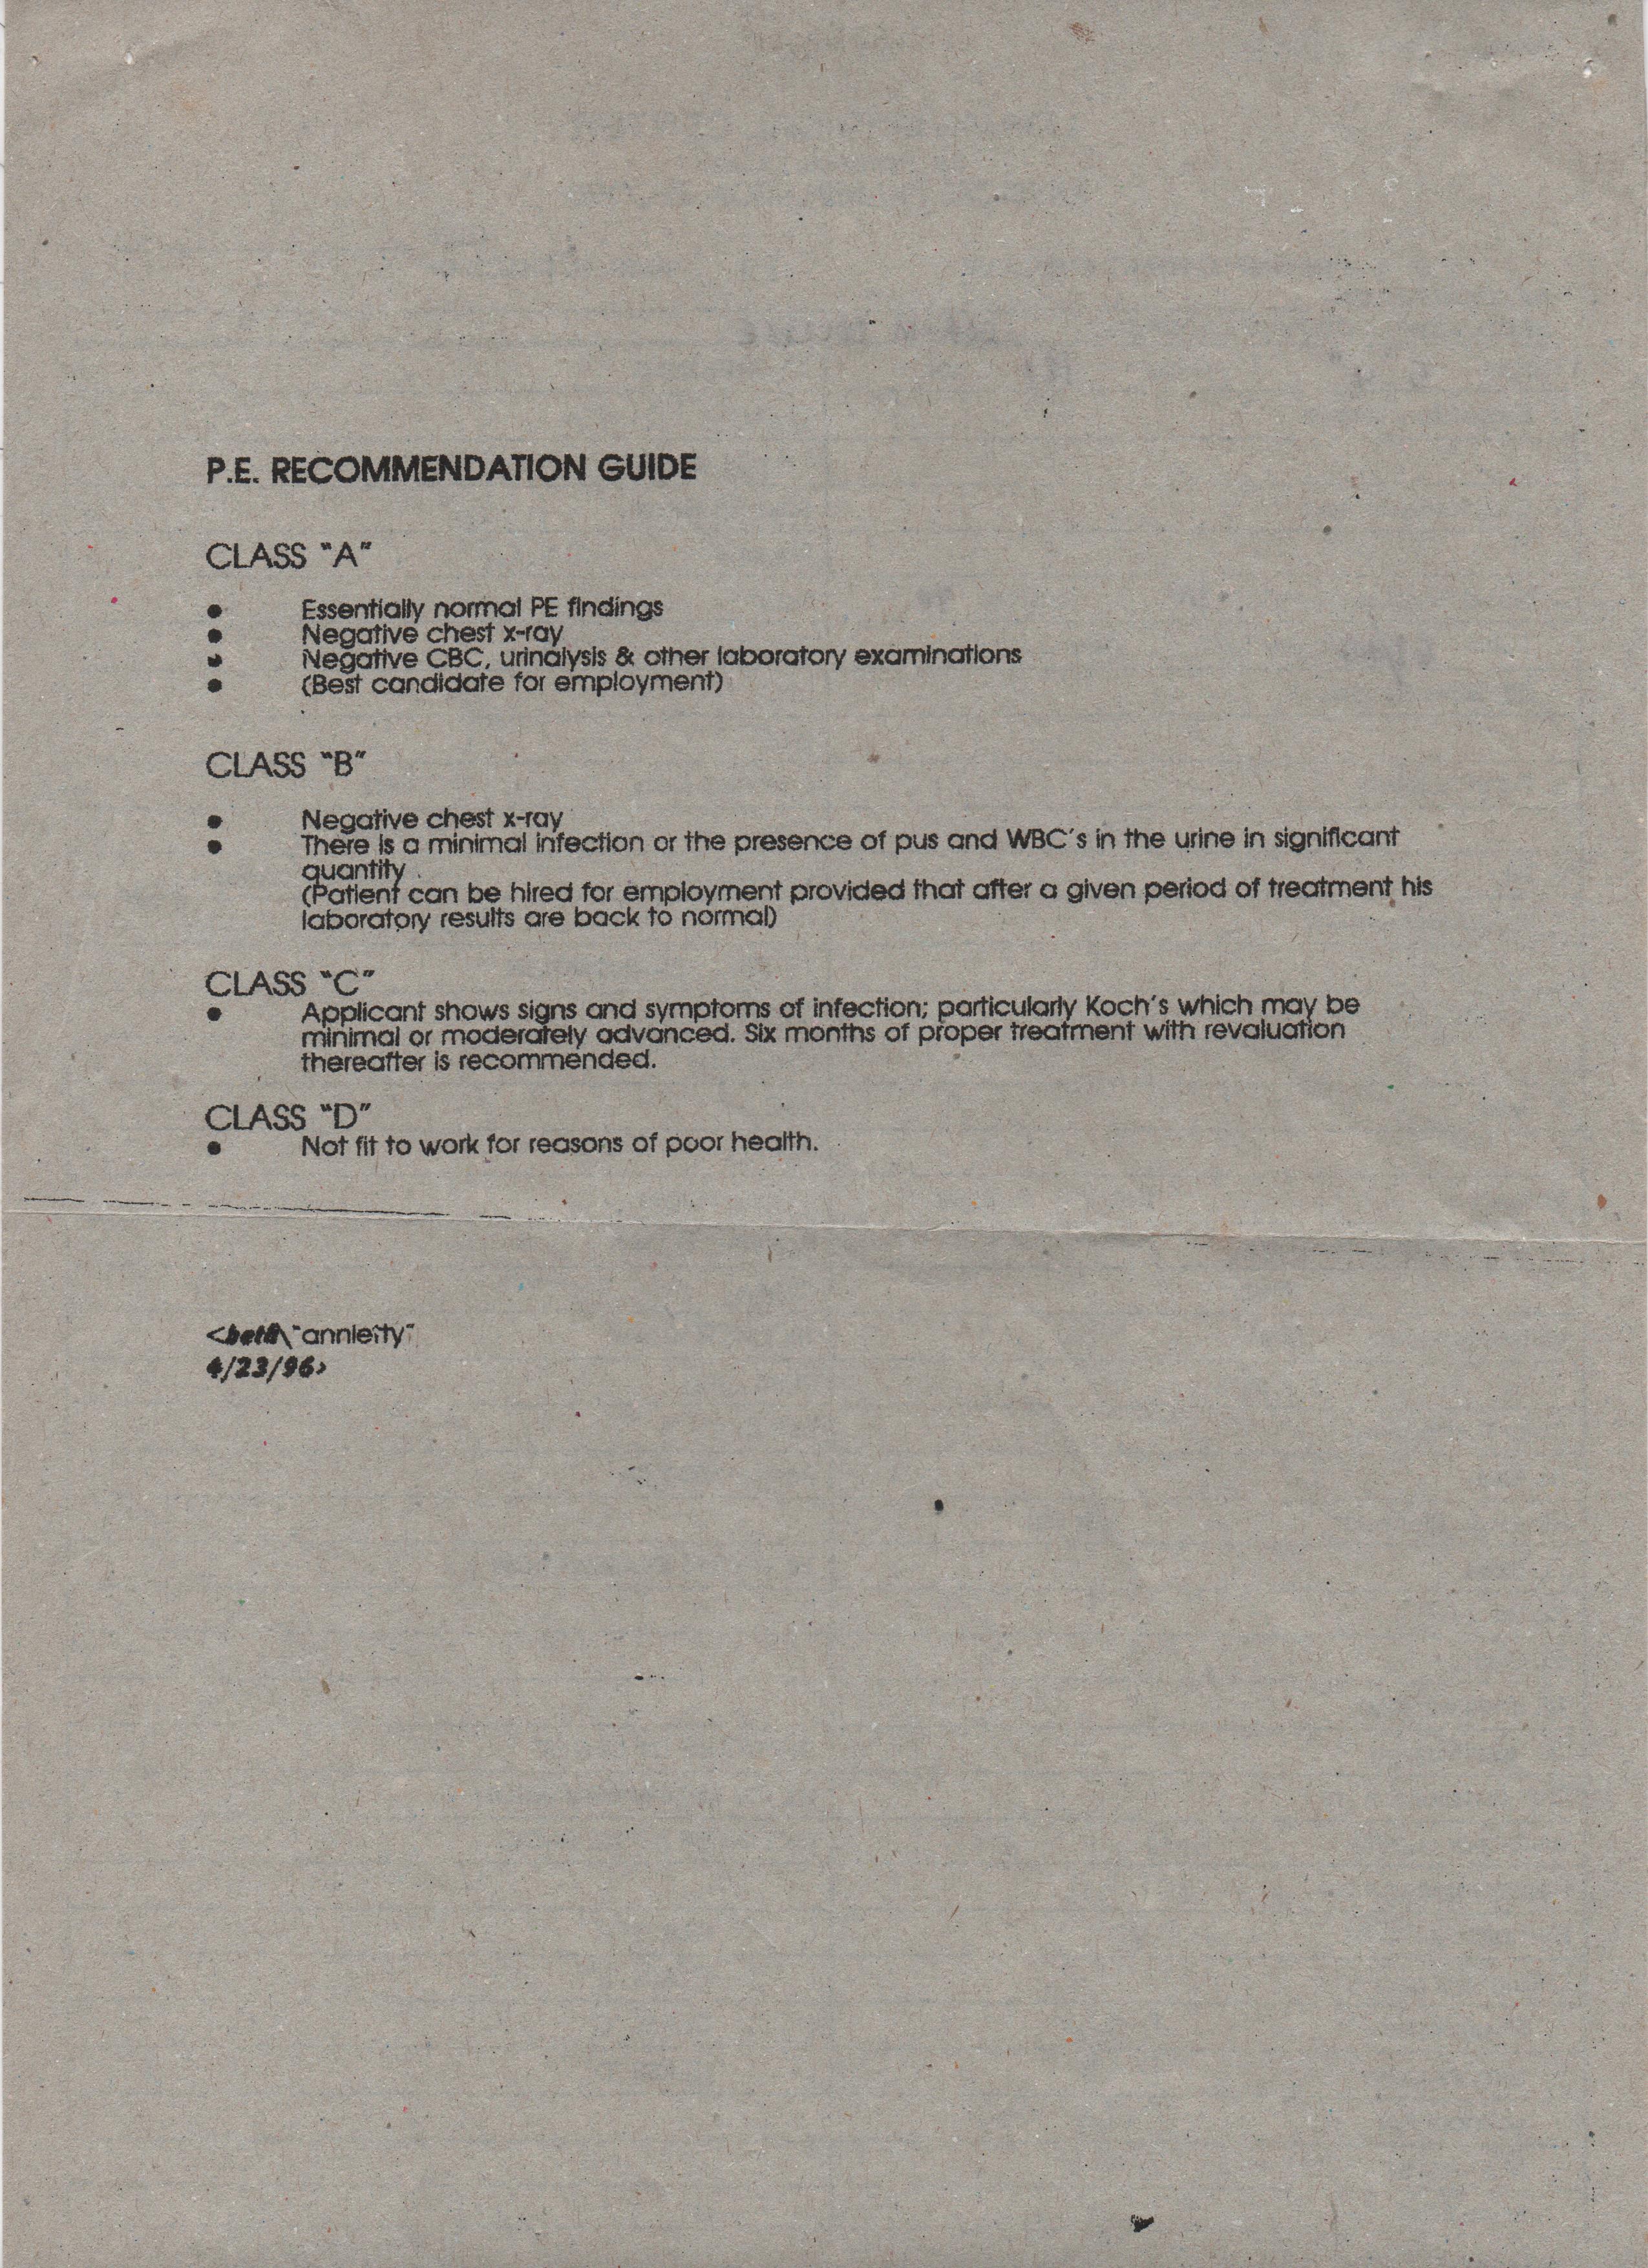 P.E. RECOMMENDATION GUIDE
CLASS "A"
● Essentially normal PE findings
● Negative chest x-ray
● Negative CBC, urinalysis & other laboratory examinations
● (Best candidate for employment)
CLASS "B"
● Negative chest x-ray
● There is a minimal infection or the presence of pus and WBC's in the urine in significant
quantity .
(Patient can be hired for employment provided that after a given period of treatment his
laboratory results are back to normal)
CLASS "C"
● Applicant shows signs and symptoms of infection; particularly Koch's which may be
minimal or moderately advanced. Six months of proper treatment with revaluation
thereafter is recommended.
CLASS "D"
● Not fit to work for reasons of poor health.
4/23/96>